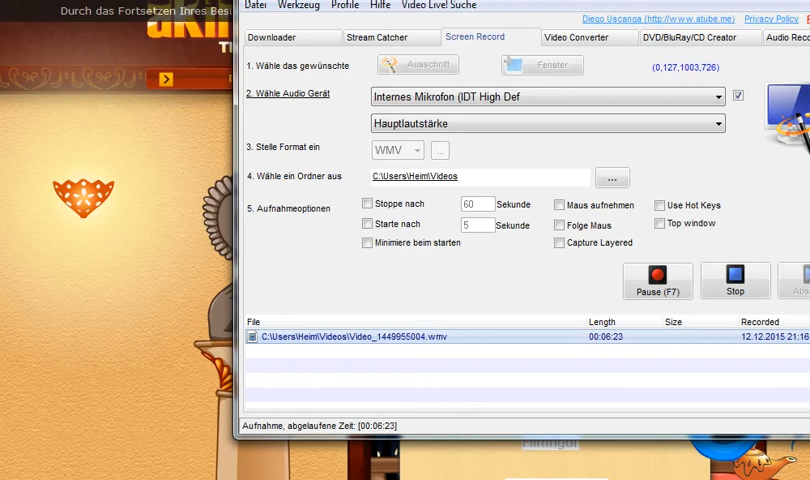 Durch das Fortsetzen Ihres Bes
Datei Werkzeug Profile Hilfe Video Live! Suche
Diego Uscanga (http://www.atube.me) Privacy Policy
Downloader Stream Catcher Screen Record Video Converter DVD/BluRay/CD Creator Audio Reco
1. Wähle das gewünschte Ausschnitt Fenster (0,127,1003,726)
2. Wähle Audio Gerät Internes Mikrofon (IDT High Def
Hauptlautstärke
3. Stelle Format ein WMV ...
4. Wähle ein Ordner aus C:\Users\Heim\Videos ...
5. Aufnahmeoptionen Stoppe nach 60 Sekunde Maus aufnehmen Use Hot Keys
Starte nach 5 Sekunde Folge Maus Top window
Minimiere beim starten Capture Layered
Pause (F7) Stop Abs
File Length Size Recorded
C:\Users\Heim\Videos\Video_1449955004.wmv 00:06:23 12.12.2015 21:16
Aufnahme, abgelaufene Zeit: [00:06:23]
Filmfigur